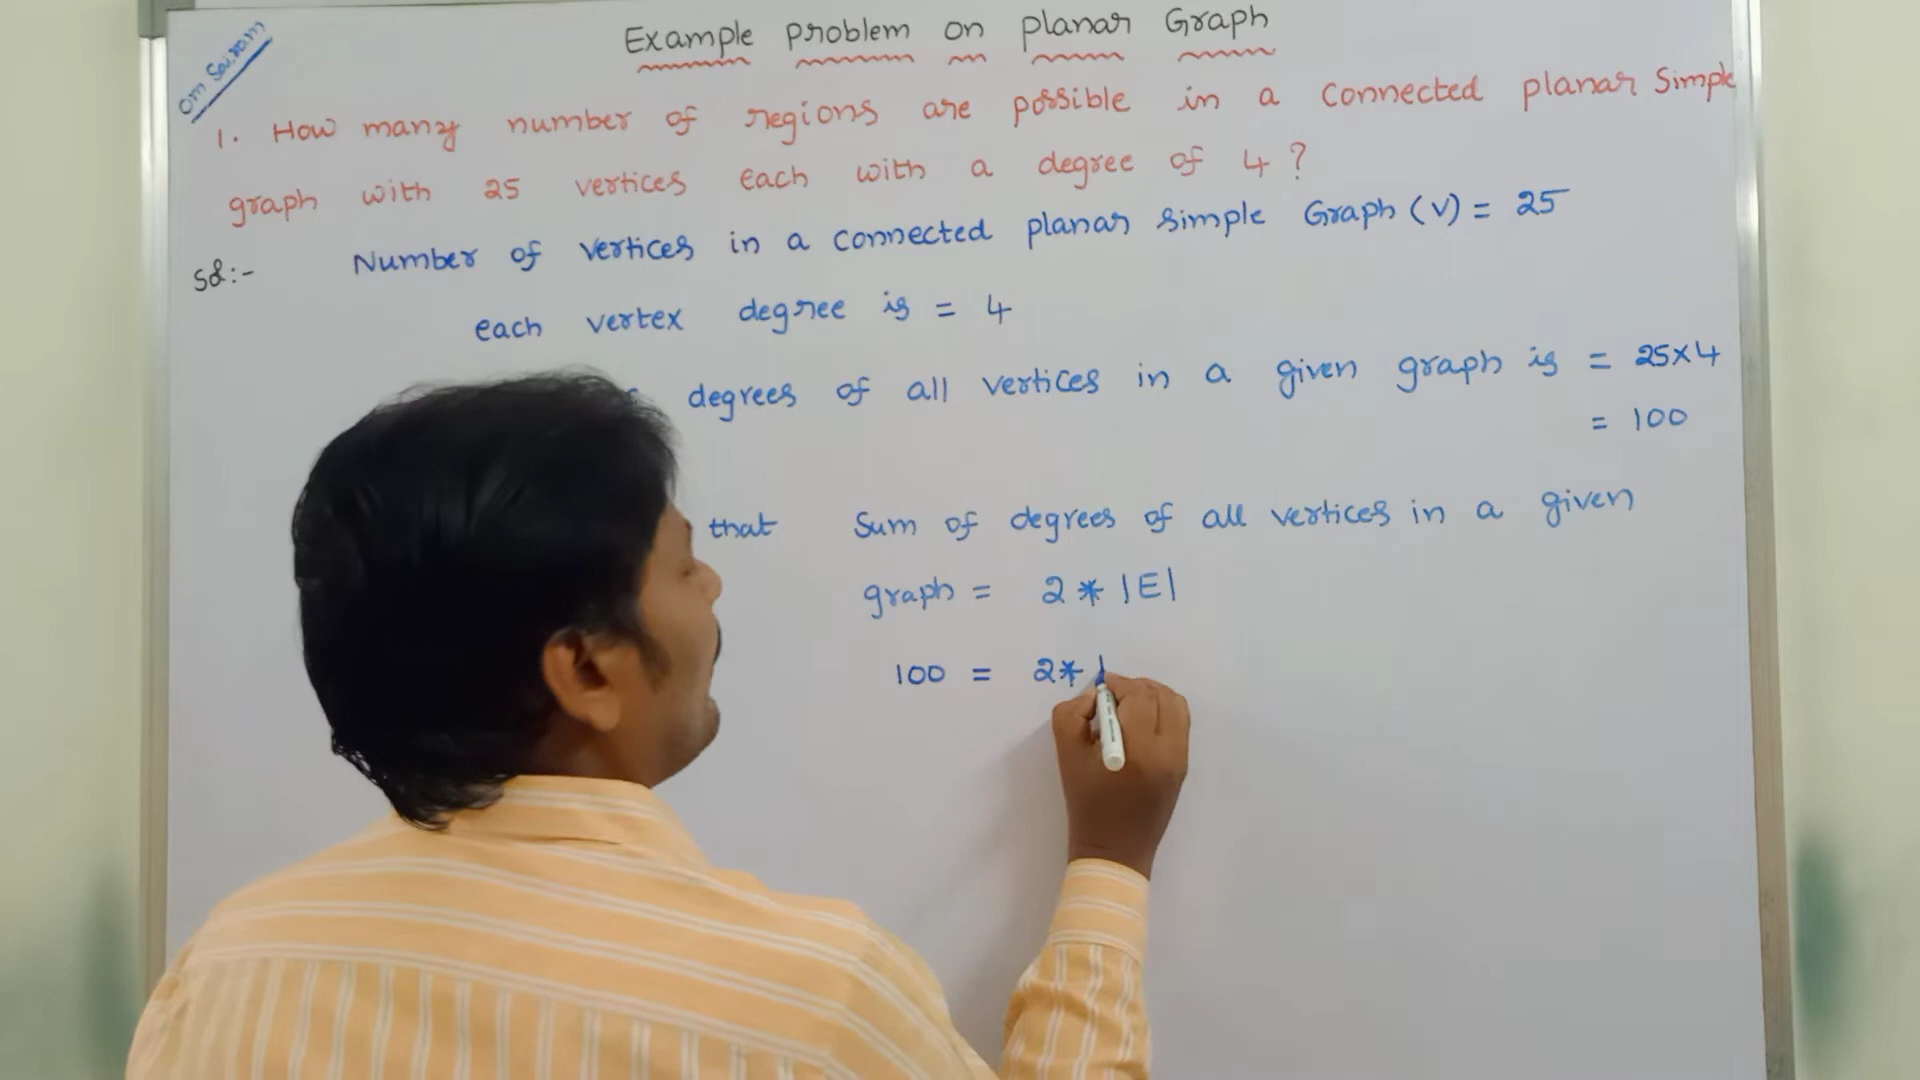 Om Sairam
Example problem on planar Graph
1. How many number of regions are possible in a connected planar simple
graph with 25 vertices each with a degree of 4 ?
Sol:- Number of vertices in a connected planar simple Graph (V) = 25
each vertex degree is = 4
degrees of all vertices in a given graph is = 25×4
= 100
that Sum of degrees of all vertices in a given
graph = 2 * |E|
100 = 2* |